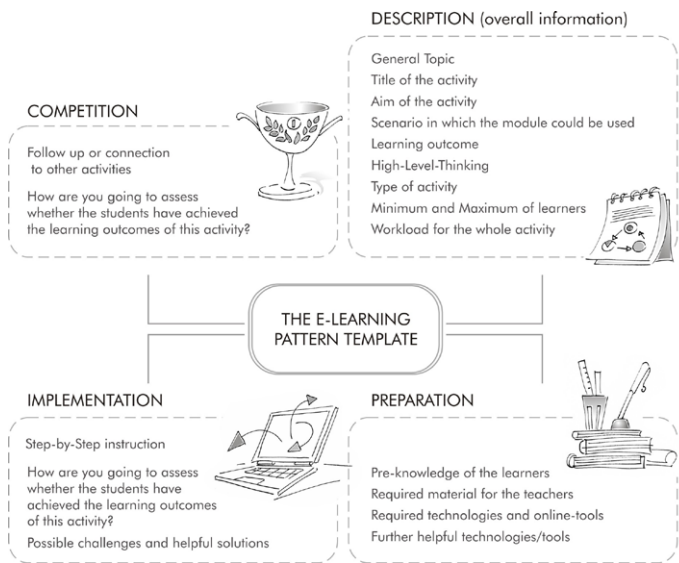 DESCRIPTION (overall information)
General Topic
Title of the activity
Aim of the activity
Scenario in which the module could be used
Learning outcome
High-Level-Thinking
Type of activity
Minimum and Maximum of learners
Workload for the whole activity
COMPETITION
Follow up or connection
to other activities
How are you going to assess
whether the students have achieved
the learning outcomes of this activity?
THE E-LEARNING
PATTERN TEMPLATE
IMPLEMENTATION
Step-by-Step instruction
How are you going to assess
whether the students have
achieved the learning outcomes
of this activity?
Possible challenges and helpful solutions
PREPARATION
Pre-knowledge of the learners
Required material for the teachers
Required technologies and online-tools
Further helpful technologies/tools